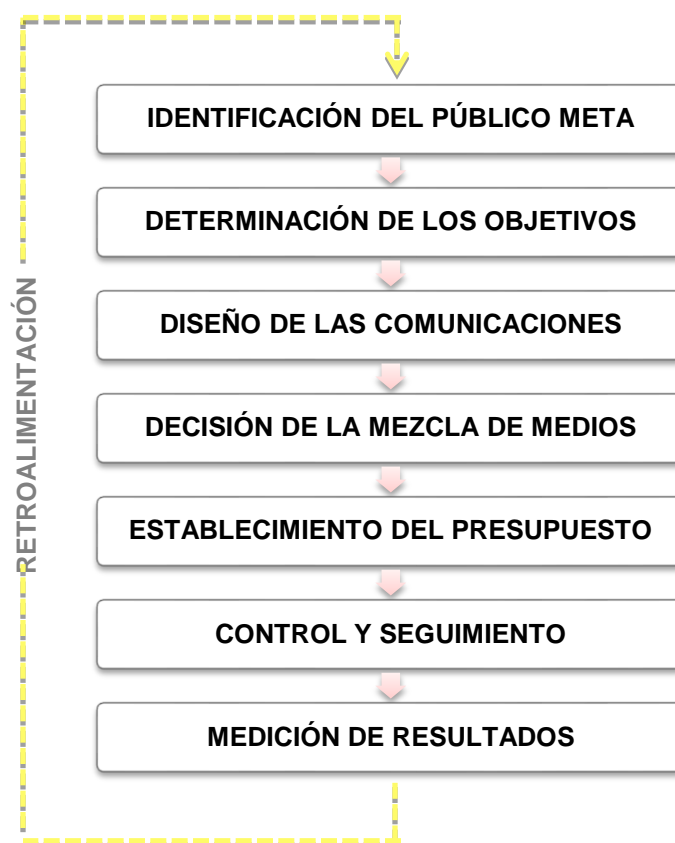 IDENTIFICACIÓN DEL PÚBLICO META
DETERMINACIÓN DE LOS OBJETIVOS
DISEÑO DE LAS COMUNICACIONES
DECISIÓN DE LA MEZCLA DE MEDIOS
ESTABLECIMIENTO DEL PRESUPUESTO
CONTROL Y SEGUIMIENTO
MEDICIÓN DE RESULTADOS
RETROALIMENTACIÓN